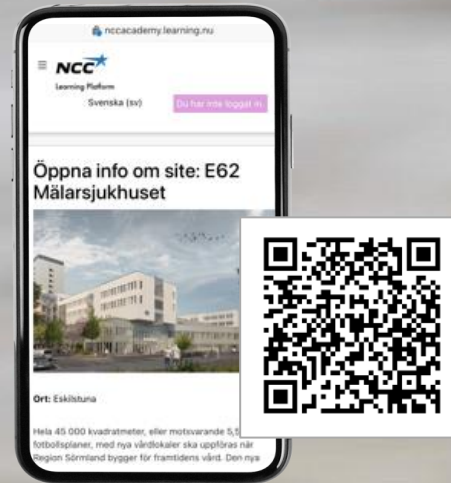 nccacademy.learning.nu
NCC
Learning Platform
Svenska (sv)
Du har inte loggat in.
Öppna info om site: E62
Mälarsjukhuset
Ort: Eskilstuna
Hela 45 000 kvadratmeter, eller motsvarande 5,5
fotbollsplaner, med nya vårdlokaler ska uppföras när
Region Sörmland bygger för framtidens vård. Den nya